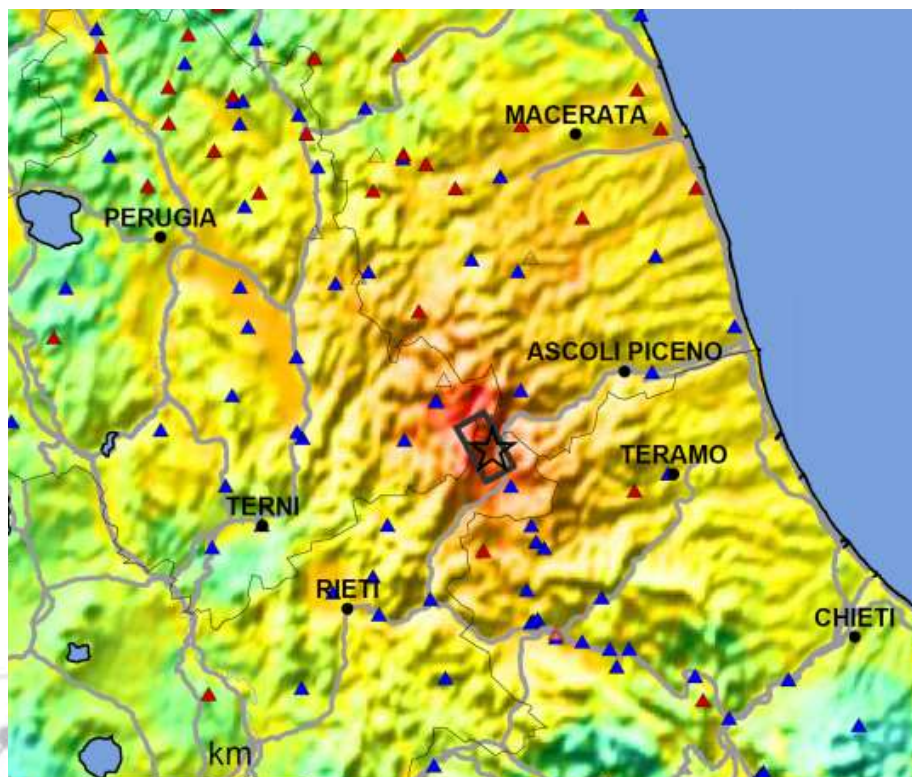 MACERATA
PERUGIA
ASCOLI PICENO
TERAMO
TERNI
RIETI
CHIETI
km